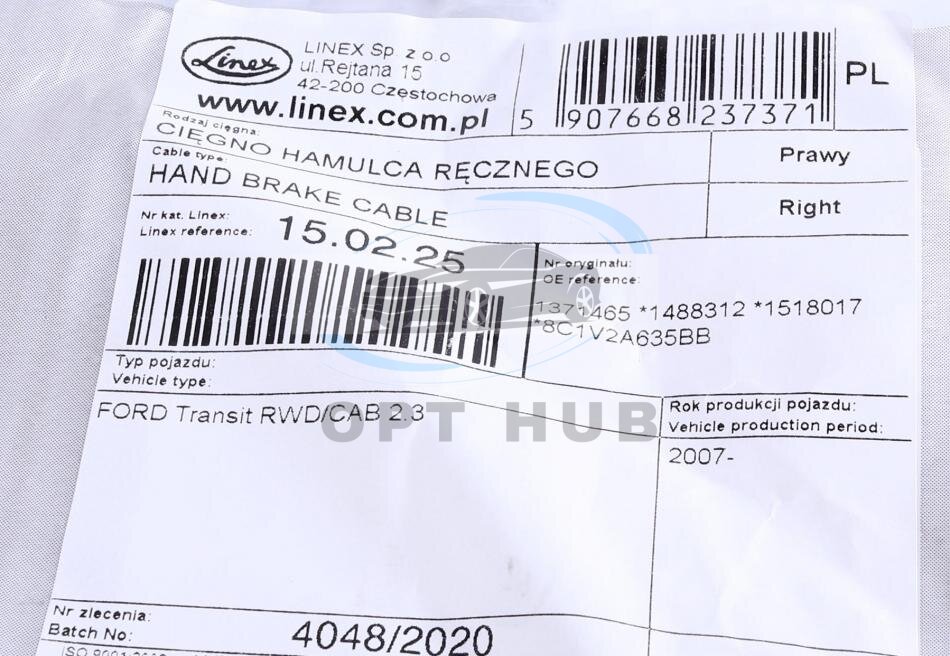 Linex
LINEX Sp z o.o
ul.Rejtana 15
42-200 Częstochowa
www.linex.com.pl
5 907668 237371
PL
Rodzaj cięgna:
CIĘGNO HAMULCA RĘCZNEGO
Prawy
Cable type:
HAND BRAKE CABLE
Right
Nr kat. Linex:
Linex reference:
15.02.25
Nr oryginału:
OE reference:
1371465 *1488312 *1518017
*8C1V2A635BB
Typ pojazdu:
Vehicle type:
FORD Transit RWD/CAB 2.3
OPT HUB
Rok produkcji pojazdu:
Vehicle production period:
2007-
Nr zlecenia:
Batch No:
4048/2020